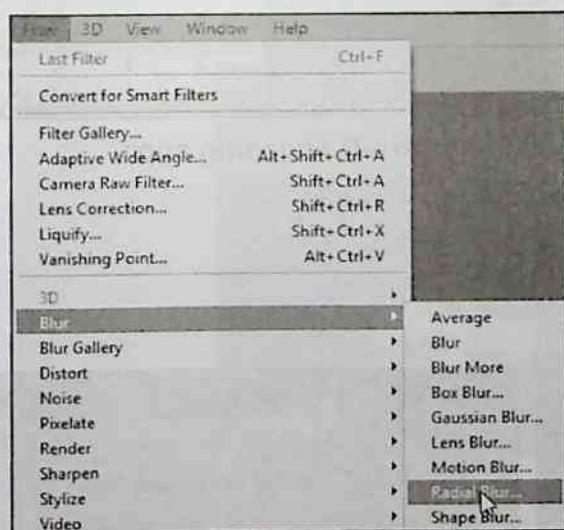 Filter 3D View Window Help
Last Filter Ctrl+F
Convert for Smart Filters
Filter Gallery...
Adaptive Wide Angle... Alt+Shift+Ctrl+A
Camera Raw Filter... Shift+Ctrl+A
Lens Correction... Shift+Ctrl+R
Liquify... Shift+Ctrl+X
Vanishing Point... Alt+Ctrl+V
3D
Blur
Blur Gallery
Distort
Noise
Pixelate
Render
Sharpen
Stylize
Video
Average
Blur
Blur More
Box Blur...
Gaussian Blur...
Lens Blur...
Motion Blur...
Radial Blur...
Shape Blur...